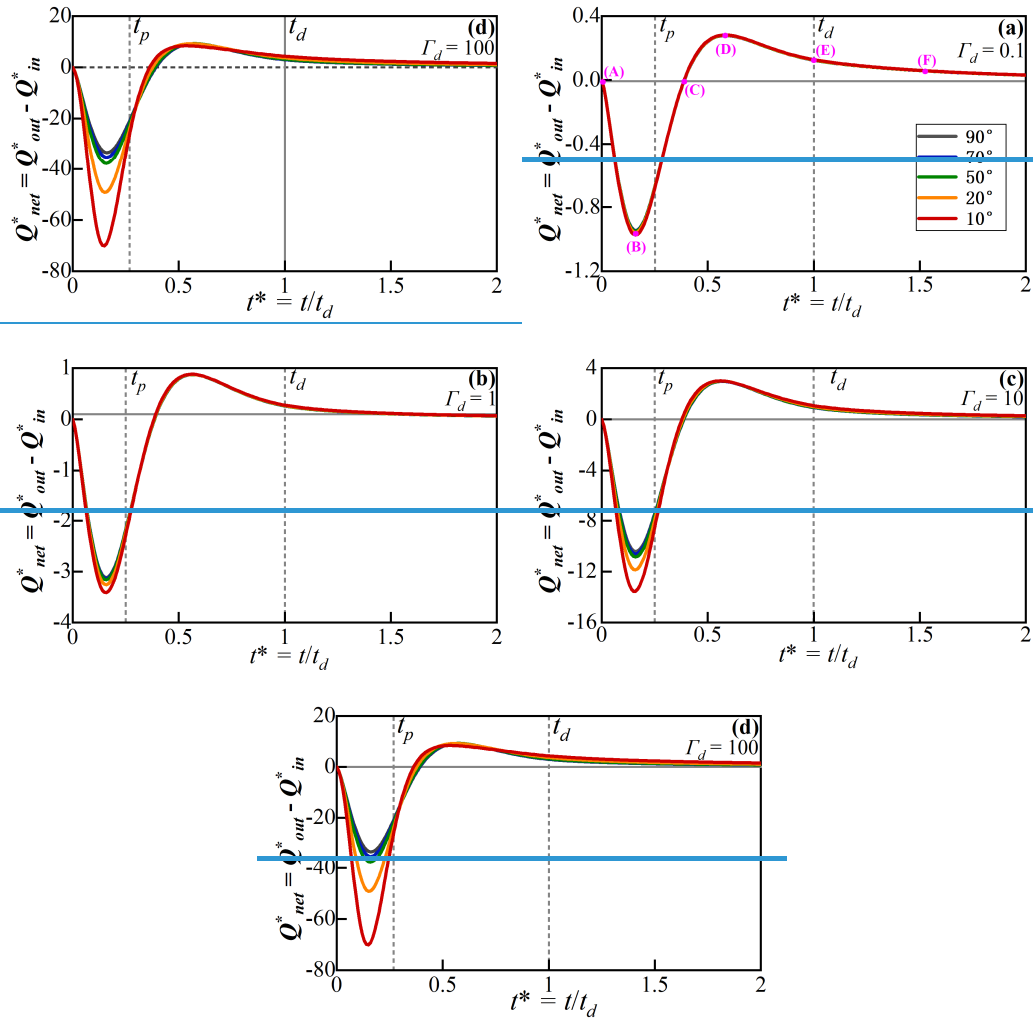 20
0
-20
-40
-60
-80
t_p
t_d
(d)
Γ_d = 100
Q*_net = Q*_out - Q*_in
0 0.5 1 1.5 2
t* = t/t_d
0.4
0.0
-0.4
-0.8
-1.2
t_p
t_d
(a)
Γ_d = 0.1
(A)
(B)
(C)
(D)
(E)
(F)
90°
70°
50°
20°
10°
Q*_net = Q*_out - Q*_in
0 0.5 1 1.5 2
t* = t/t_d
1
0
-1
-2
-3
-4
t_p
t_d
(b)
Γ_d = 1
Q*_net = Q*_out - Q*_in
0 0.5 1 1.5 2
t* = t/t_d
4
0
-4
-8
-12
-16
t_p
t_d
(c)
Γ_d = 10
Q*_net = Q*_out - Q*_in
0 0.5 1 1.5 2
t* = t/t_d
20
0
-20
-40
-60
-80
t_p
t_d
(d)
Γ_d = 100
Q*_net = Q*_out - Q*_in
0 0.5 1 1.5 2
t* = t/t_d